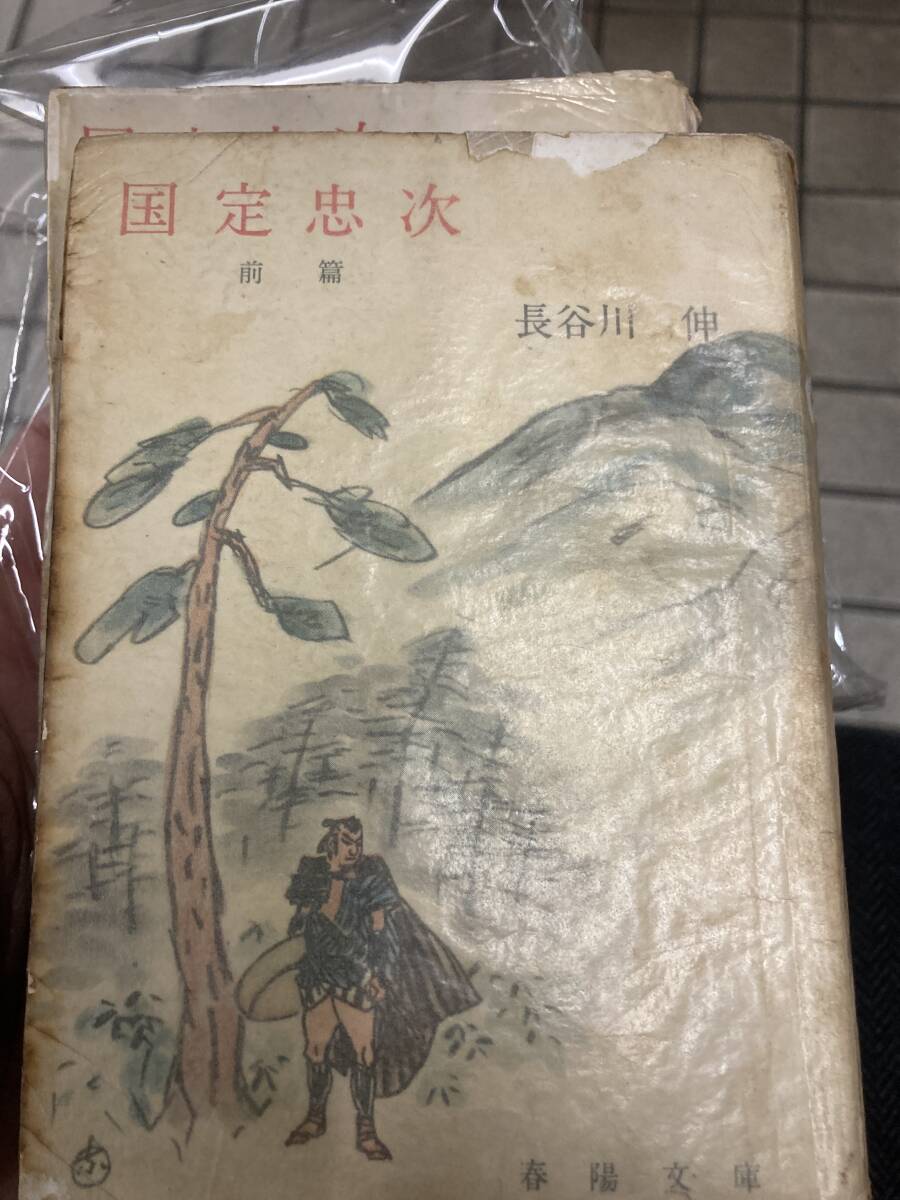 国定忠次
前篇
長谷川 伸
春陽文庫